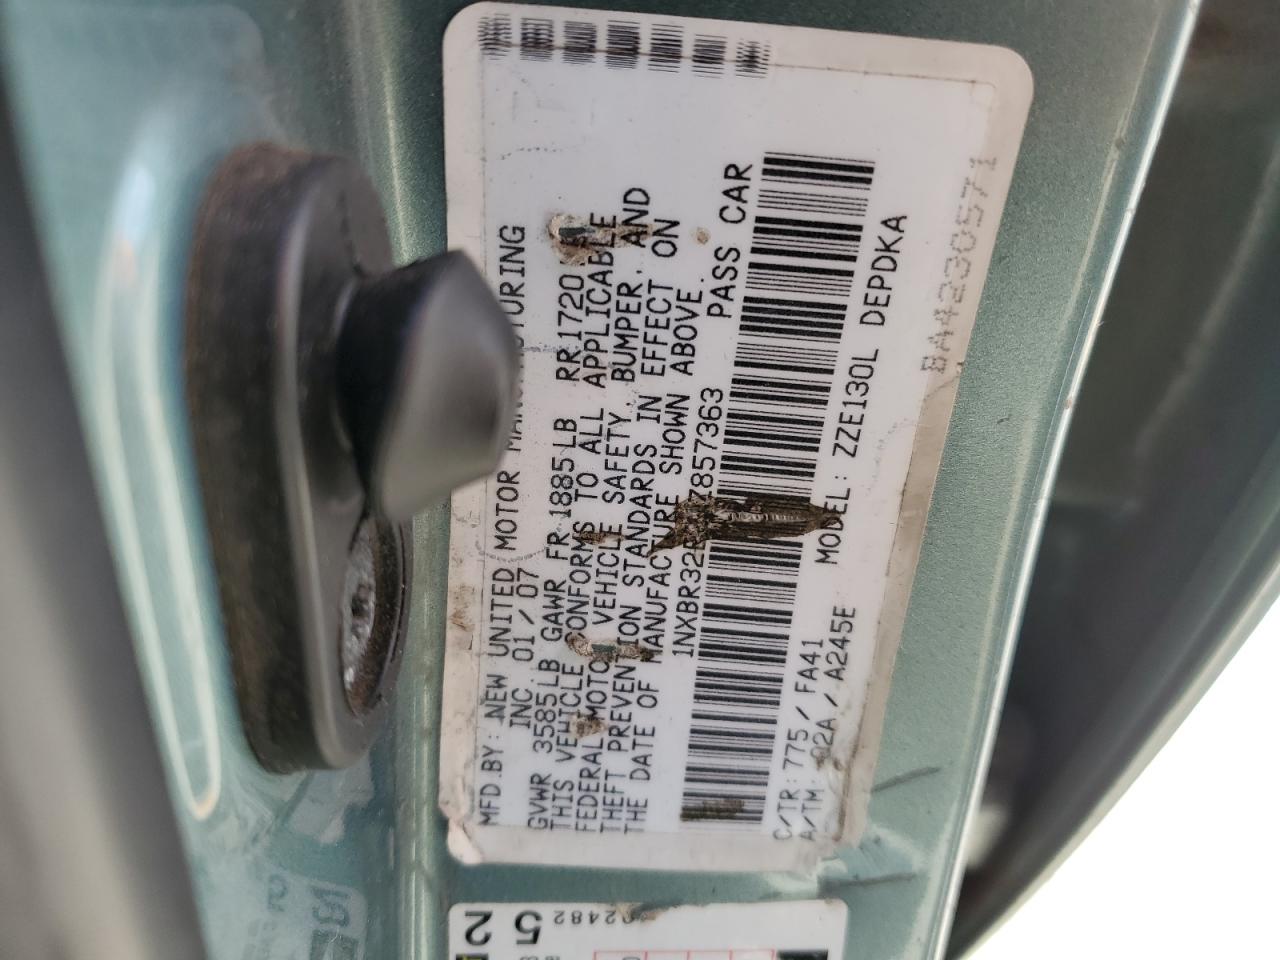 MFD.BY: NEW UNITED MOTOR MANUFACTURING
INC 01/07
GVWR 3585LB GAWR FR 1885LB RR 1720
THIS VEHICLE CONFORMS TO ALL APPLICABLE
FEDERAL MOTOR VEHICLE SAFETY, BUMPER, AND
THEFT PREVENTION STANDARDS IN EFFECT ON
THE DATE OF MANUFACTURE SHOWN ABOVE.
PASS CAR
C/TR: 775/FA41 MODEL: ZZE130L DEPDKA
A/TM: /A245E
BA4230571
2 5